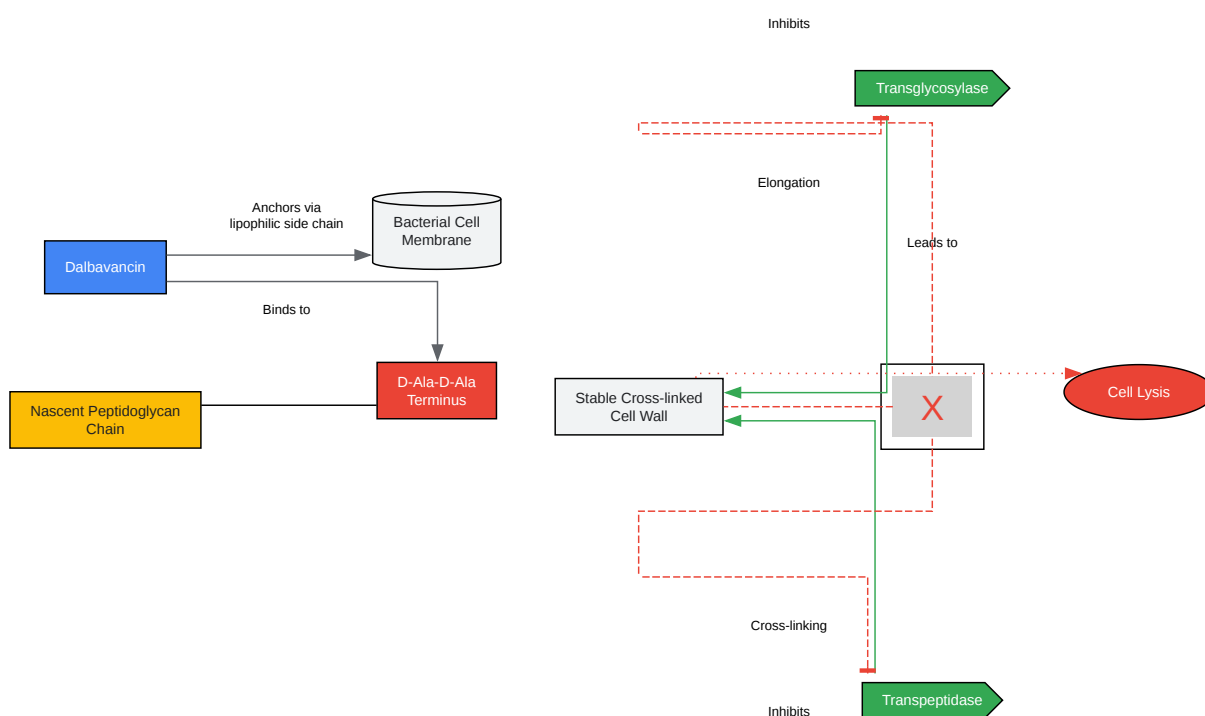 Inhibits
Transglycosylase
Elongation
Anchors via
lipophilic side chain
Bacterial Cell
Membrane
Leads to
Dalbavancin
Binds to
D-Ala-D-Ala
Terminus
Nascent Peptidoglycan
Chain
Stable Cross-linked
Cell Wall
X
Cell Lysis
Cross-linking
Transpeptidase
Inhibits